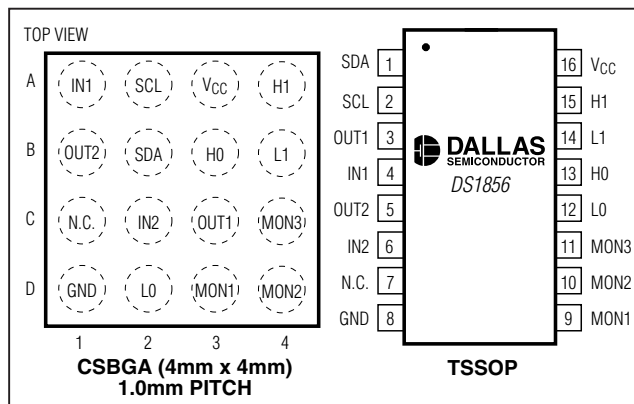 TOP VIEW
A IN1 SCL VCC H1
B OUT2 SDA H0 L1
C N.C. IN2 OUT1 MON3
D GND L0 MON1 MON2
1 2 3 4
CSBGA (4mm x 4mm)
1.0mm PITCH
SDA 1 16 VCC
SCL 2 15 H1
OUT1 3 14 L1
IN1 4 13 H0
OUT2 5 12 L0
IN2 6 11 MON3
N.C. 7 10 MON2
GND 8 9 MON1
DALLAS
SEMICONDUCTOR
DS1856
TSSOP